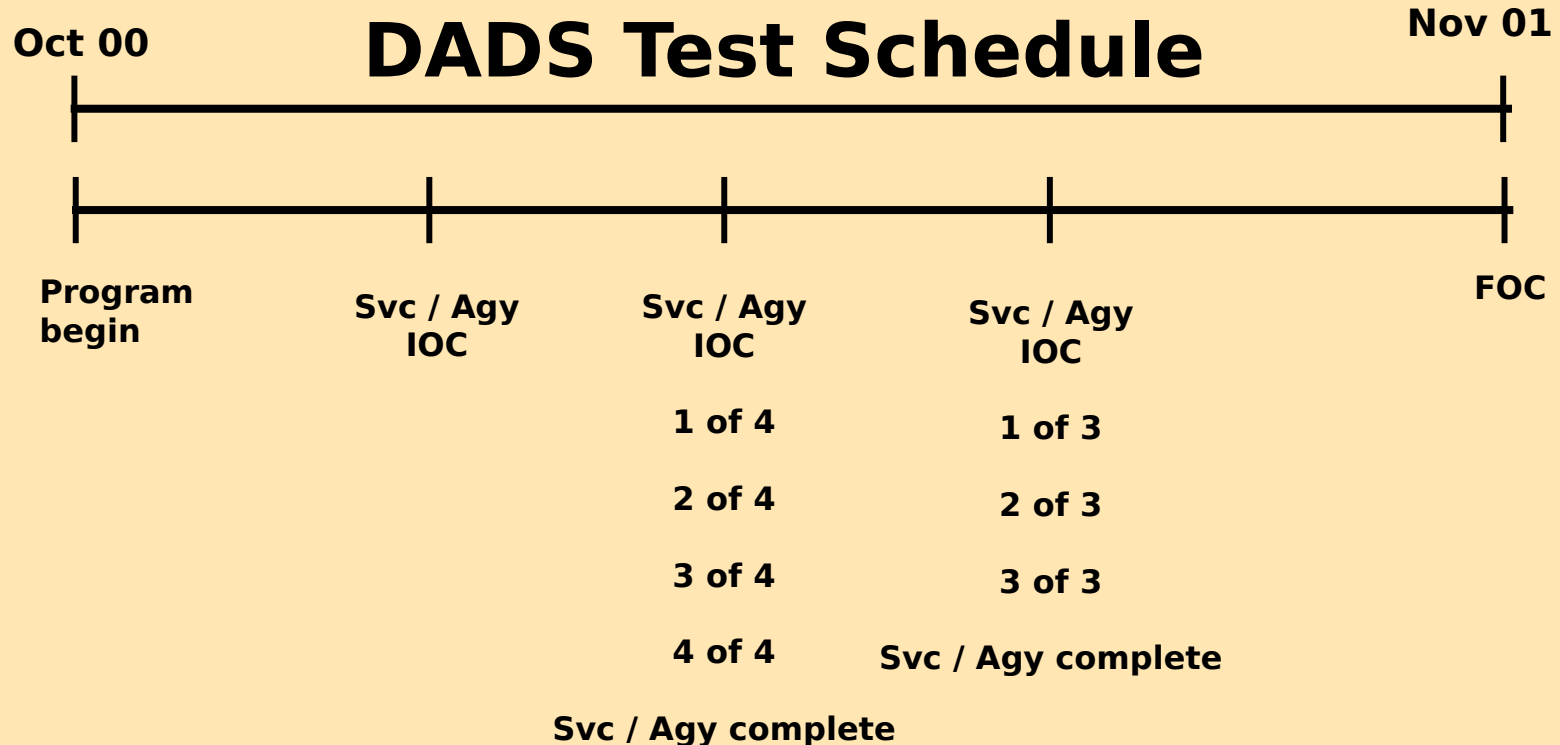 Oct 00
DADS Test Schedule
Nov 01
Program
begin
Svc / Agy
IOC
Svc / Agy
IOC
1 of 4
2 of 4
3 of 4
4 of 4
Svc / Agy complete
Svc / Agy
IOC
1 of 3
2 of 3
3 of 3
Svc / Agy complete
FOC